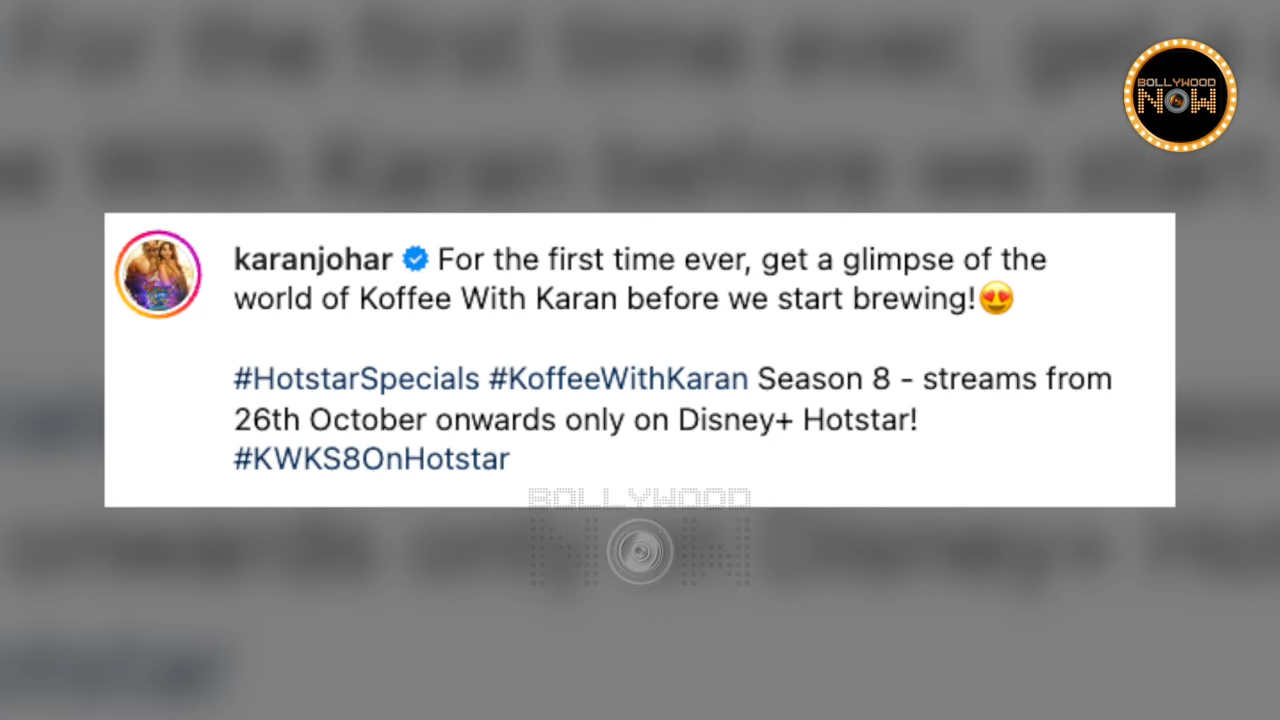 BOLLYWOOD
NOW
karanjohar For the first time ever, get a glimpse of the
world of Koffee With Karan before we start brewing!😍
#HotstarSpecials #KoffeeWithKaran Season 8 - streams from
26th October onwards only on Disney+ Hotstar!
#KWKS8OnHotstar
BOLLYWOOD
NOW